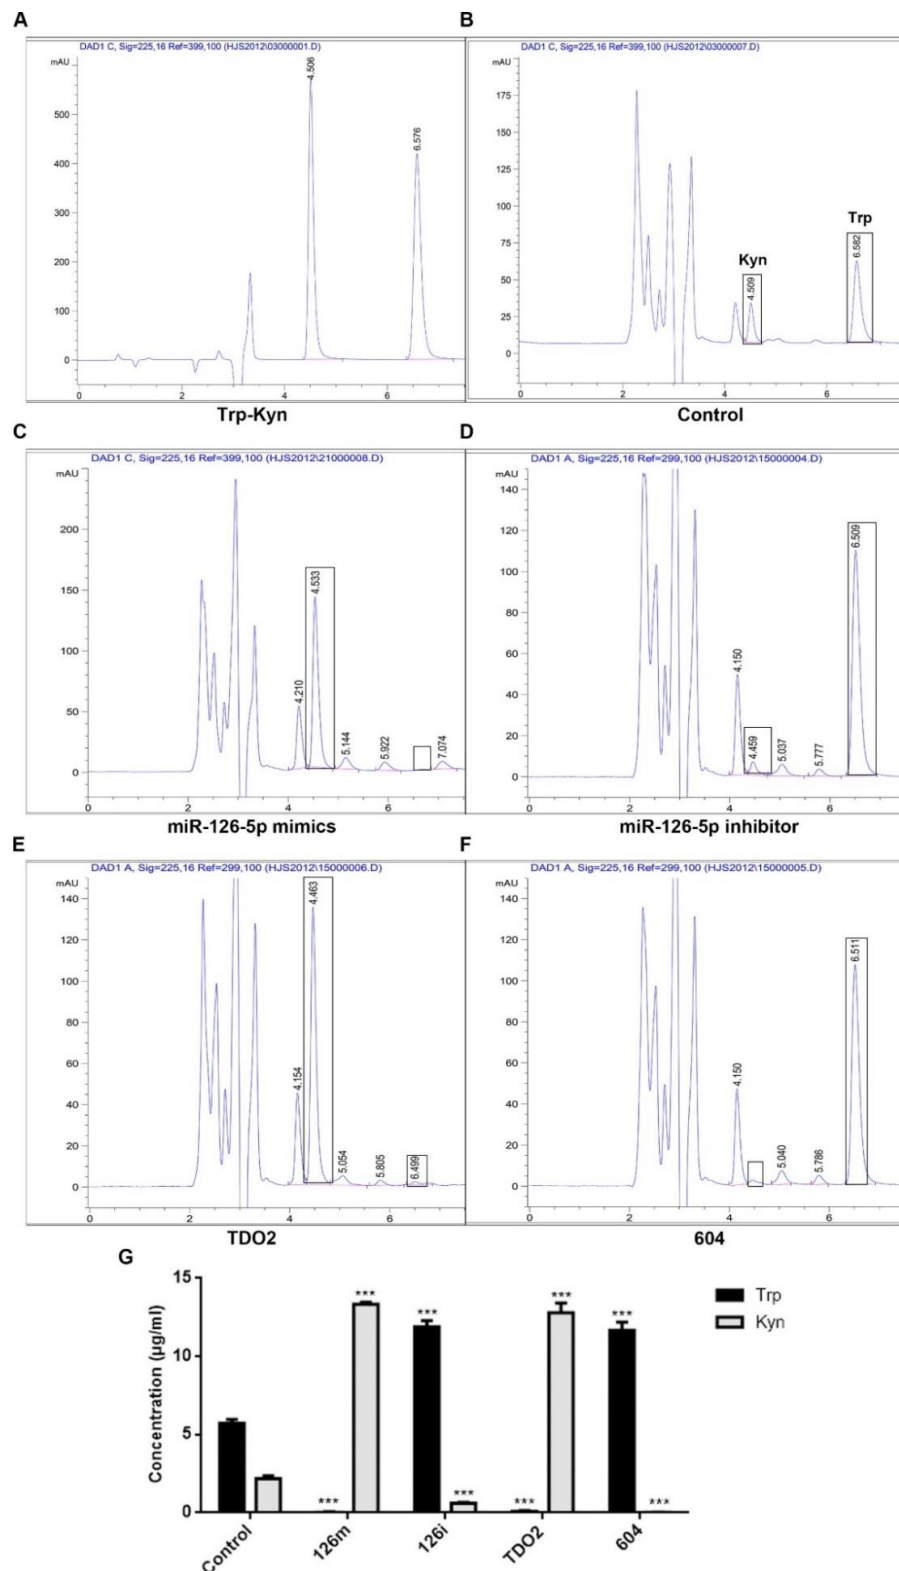 A
DAD1 C, Sig=225,16 Ref=399,100 (HJS2012\03000001.D)
mAU
500
400
300
200
100
0
4.506
6.576
0 2 4 6
Trp-Kyn
B
DAD1 C, Sig=225,16 Ref=399,100 (HJS2012\03000007.D)
mAU
175
150
125
100
75
50
25
0
Kyn
4.509
Trp
6.582
0 2 4 6
Control
C
DAD1 C, Sig=225,16 Ref=399,100 (HJS2012\21000008.D)
mAU
200
150
100
50
0
4.210
4.533
5.144
5.922
7.074
0 2 4 6
miR-126-5p mimics
D
DAD1 A, Sig=225,16 Ref=299,100 (HJS2012\15000004.D)
mAU
140
120
100
80
60
40
20
0
4.150
4.459
5.037
5.777
6.509
0 2 4 6
miR-126-5p inhibitor
E
DAD1 A, Sig=225,16 Ref=299,100 (HJS2012\15000006.D)
mAU
140
120
100
80
60
40
20
0
4.154
4.463
5.054
5.805
6.499
0 2 4 6
TDO2
F
DAD1 A, Sig=225,16 Ref=299,100 (HJS2012\15000005.D)
mAU
140
120
100
80
60
40
20
0
4.150
5.040
5.786
6.511
0 2 4 6
604
G
Concentration (µg/ml)
15
10
5
0
*** *** *** *** *** *** *** ***
Trp
Kyn
Control 126m 126i TDO2 604